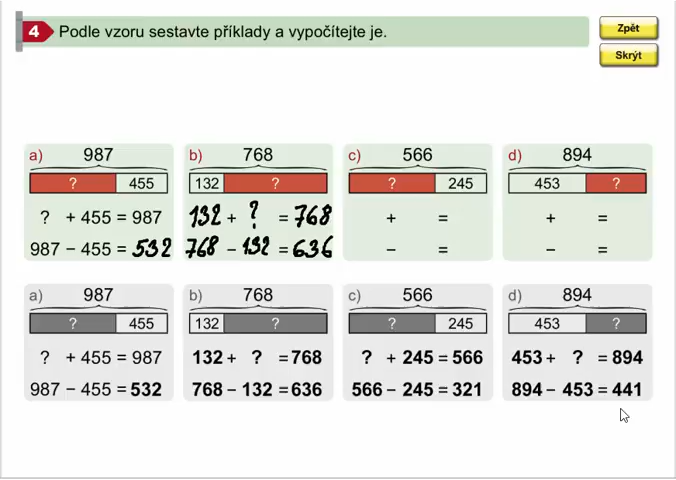 4 Podle vzoru sestavte příklady a vypočítejte je.
Zpět
Skrýt
a) 987
? 455
? + 455 = 987
987 − 455 = 532
b) 768
132 ?
132 + ? = 768
768 − 132 = 636
c) 566
? 245
+ =
− =
d) 894
453 ?
+ =
− =
a) 987
? 455
? + 455 = 987
987 − 455 = 532
b) 768
132 ?
132 + ? = 768
768 − 132 = 636
c) 566
? 245
? + 245 = 566
566 − 245 = 321
d) 894
453 ?
453 + ? = 894
894 − 453 = 441